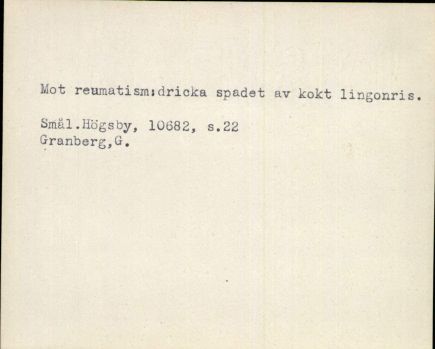 Mot reumatism:dricka spadet av kokt lingonris.
Smål.Högsby, 10682, s.22
Granberg,G.